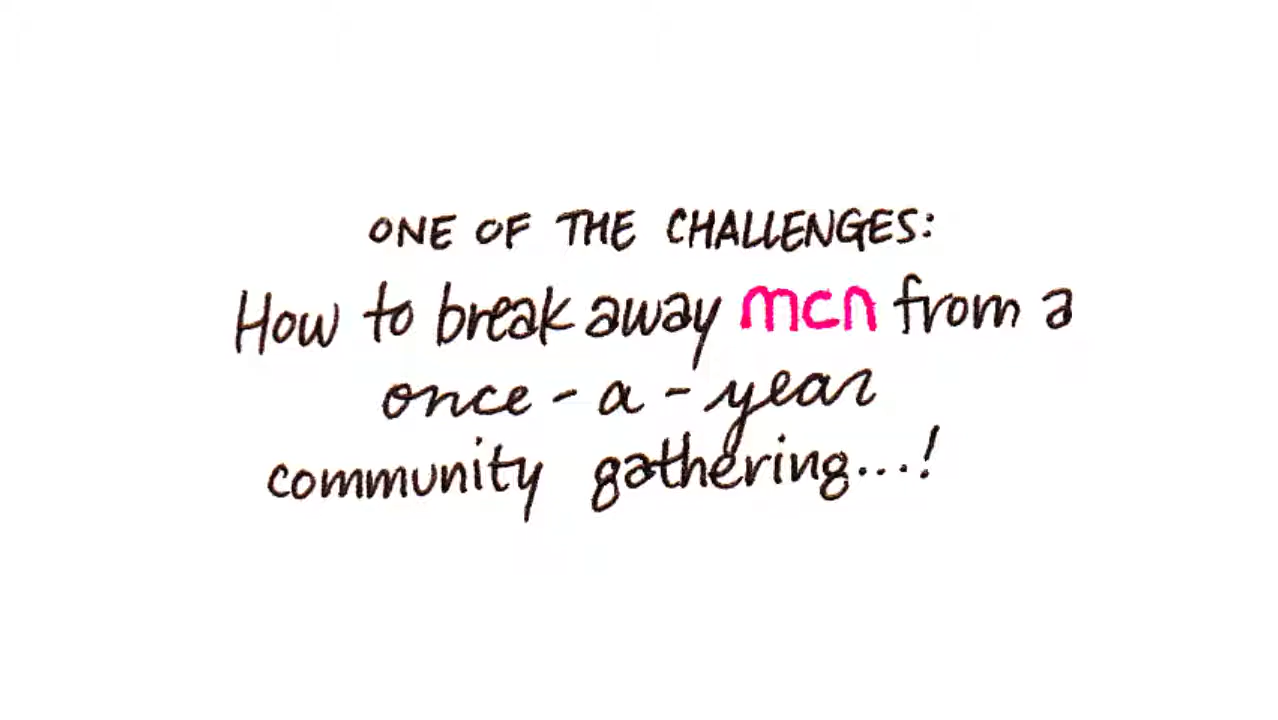 ONE OF THE CHALLENGES:
How to break away mcn from a
once-a-year
community gathering...!